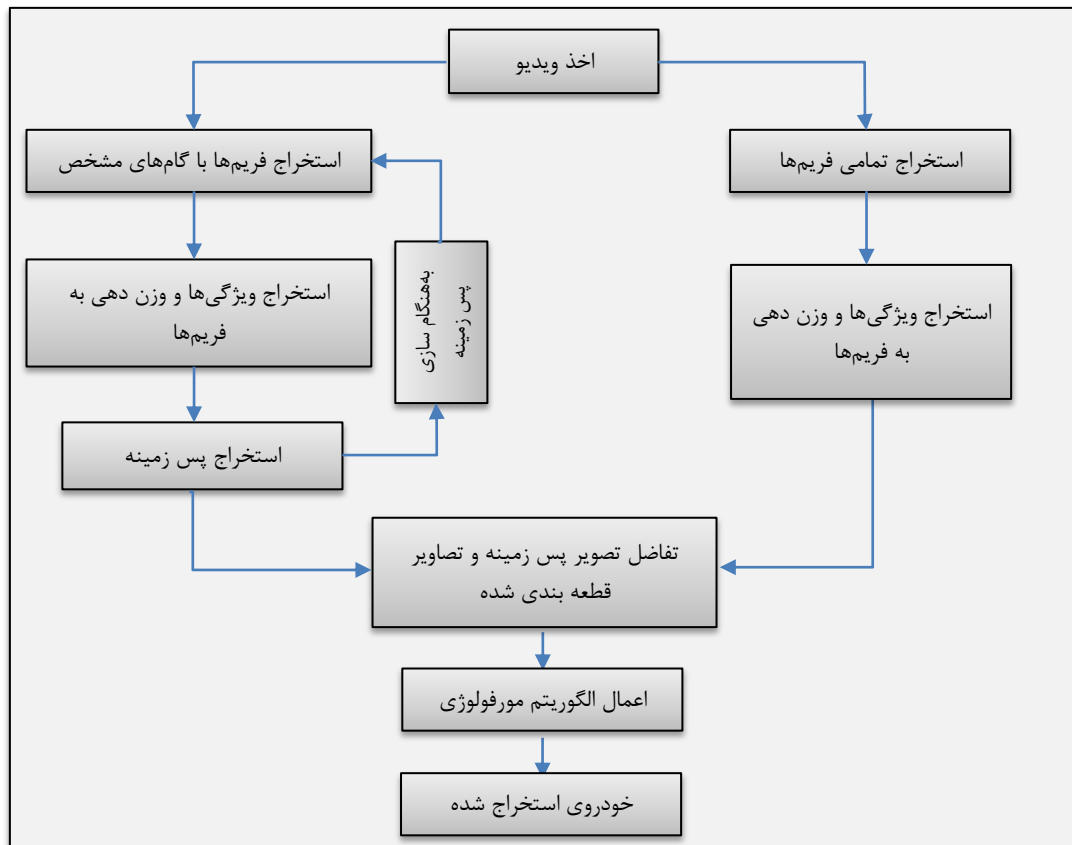 اخذ ویدیو
استخراج تمامی فریم‌ها
استخراج فریم‌ها با گام‌های مشخص
استخراج ویژگی‌ها و وزن دهی
به فریم‌ها
استخراج ویژگی‌ها و وزن دهی به
فریم‌ها
به‌هنگام سازی
پس زمینه
استخراج پس زمینه
تفاضل تصویر پس زمینه و تصاویر
قطعه بندی شده
اعمال الگوریتم مورفولوژی
خودروی استخراج شده